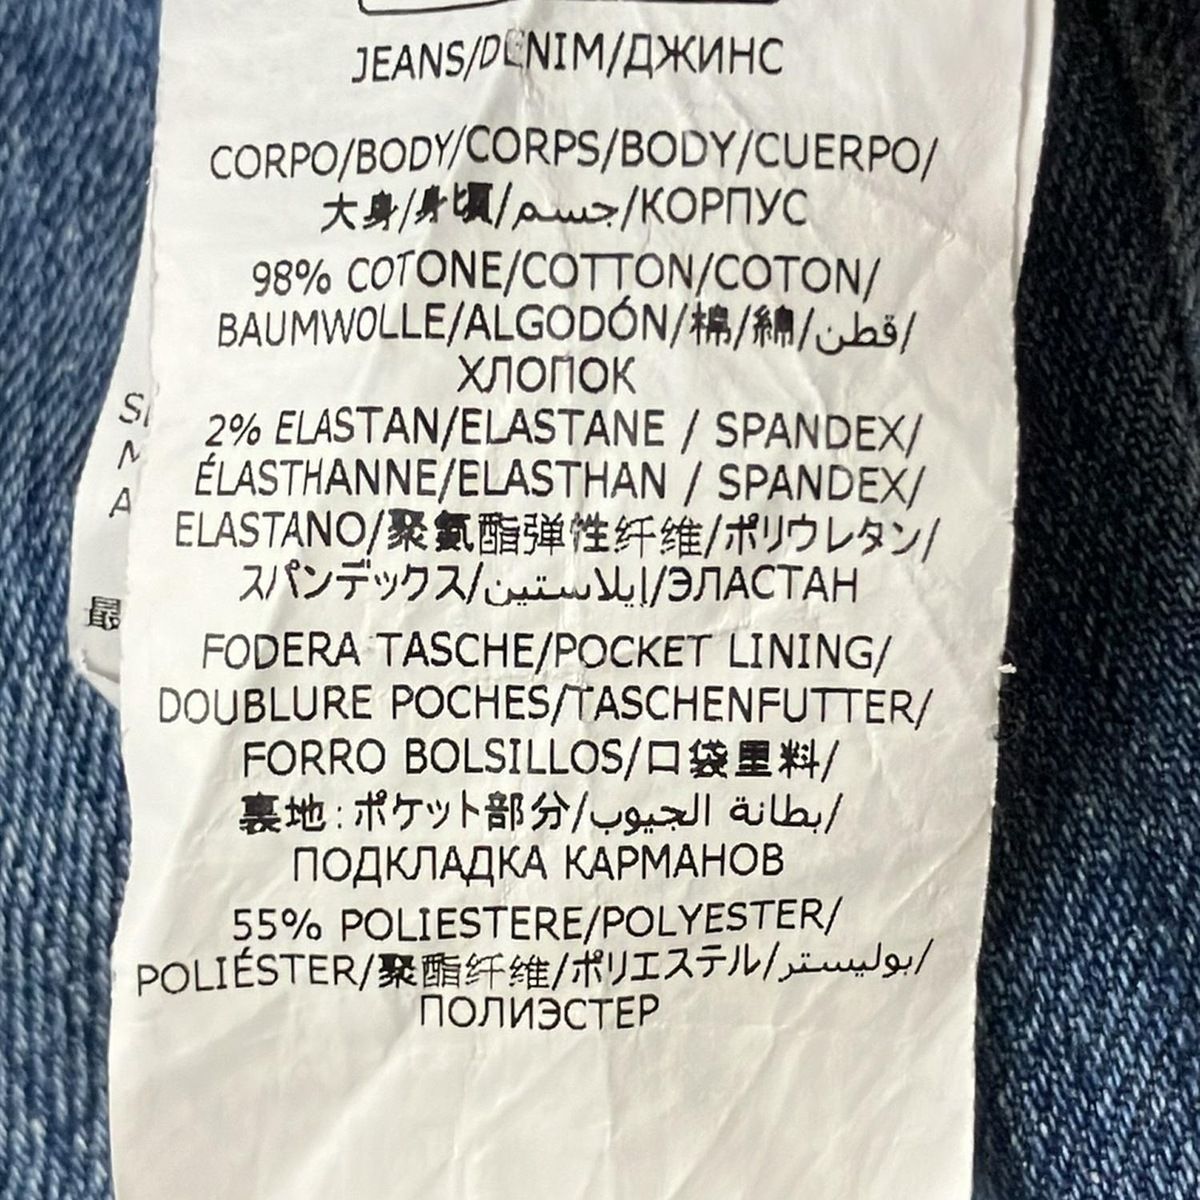 JEANS/DENIM/ДЖИНС
CORPO/BODY/CORPS/BODY/CUERPO/
大身/身頃/جسم/КОРПУС
98% COTONE/COTTON/COTON/
BAUMWOLLE/ALGODÓN/棉/綿/قطن/
ХЛОПОК
2% ELASTAN/ELASTANE / SPANDEX/
ÉLASTHANNE/ELASTHAN / SPANDEX/
ELASTANO/聚氨酯弹性纤维/ポリウレタン/
スパンデックス/إيلاستين/ЭЛАСТАН
FODERA TASCHE/POCKET LINING/
DOUBLURE POCHES/TASCHENFUTTER/
FORRO BOLSILLOS/口袋里料/
裏地:ポケット部分/بطانة الجيوب/
ПОДКЛАДКА КАРМАНОВ
55% POLIESTERE/POLYESTER/
POLIÉSTER/聚酯纤维/ポリエステル/بوليستر/
ПОЛИЭСТЕР